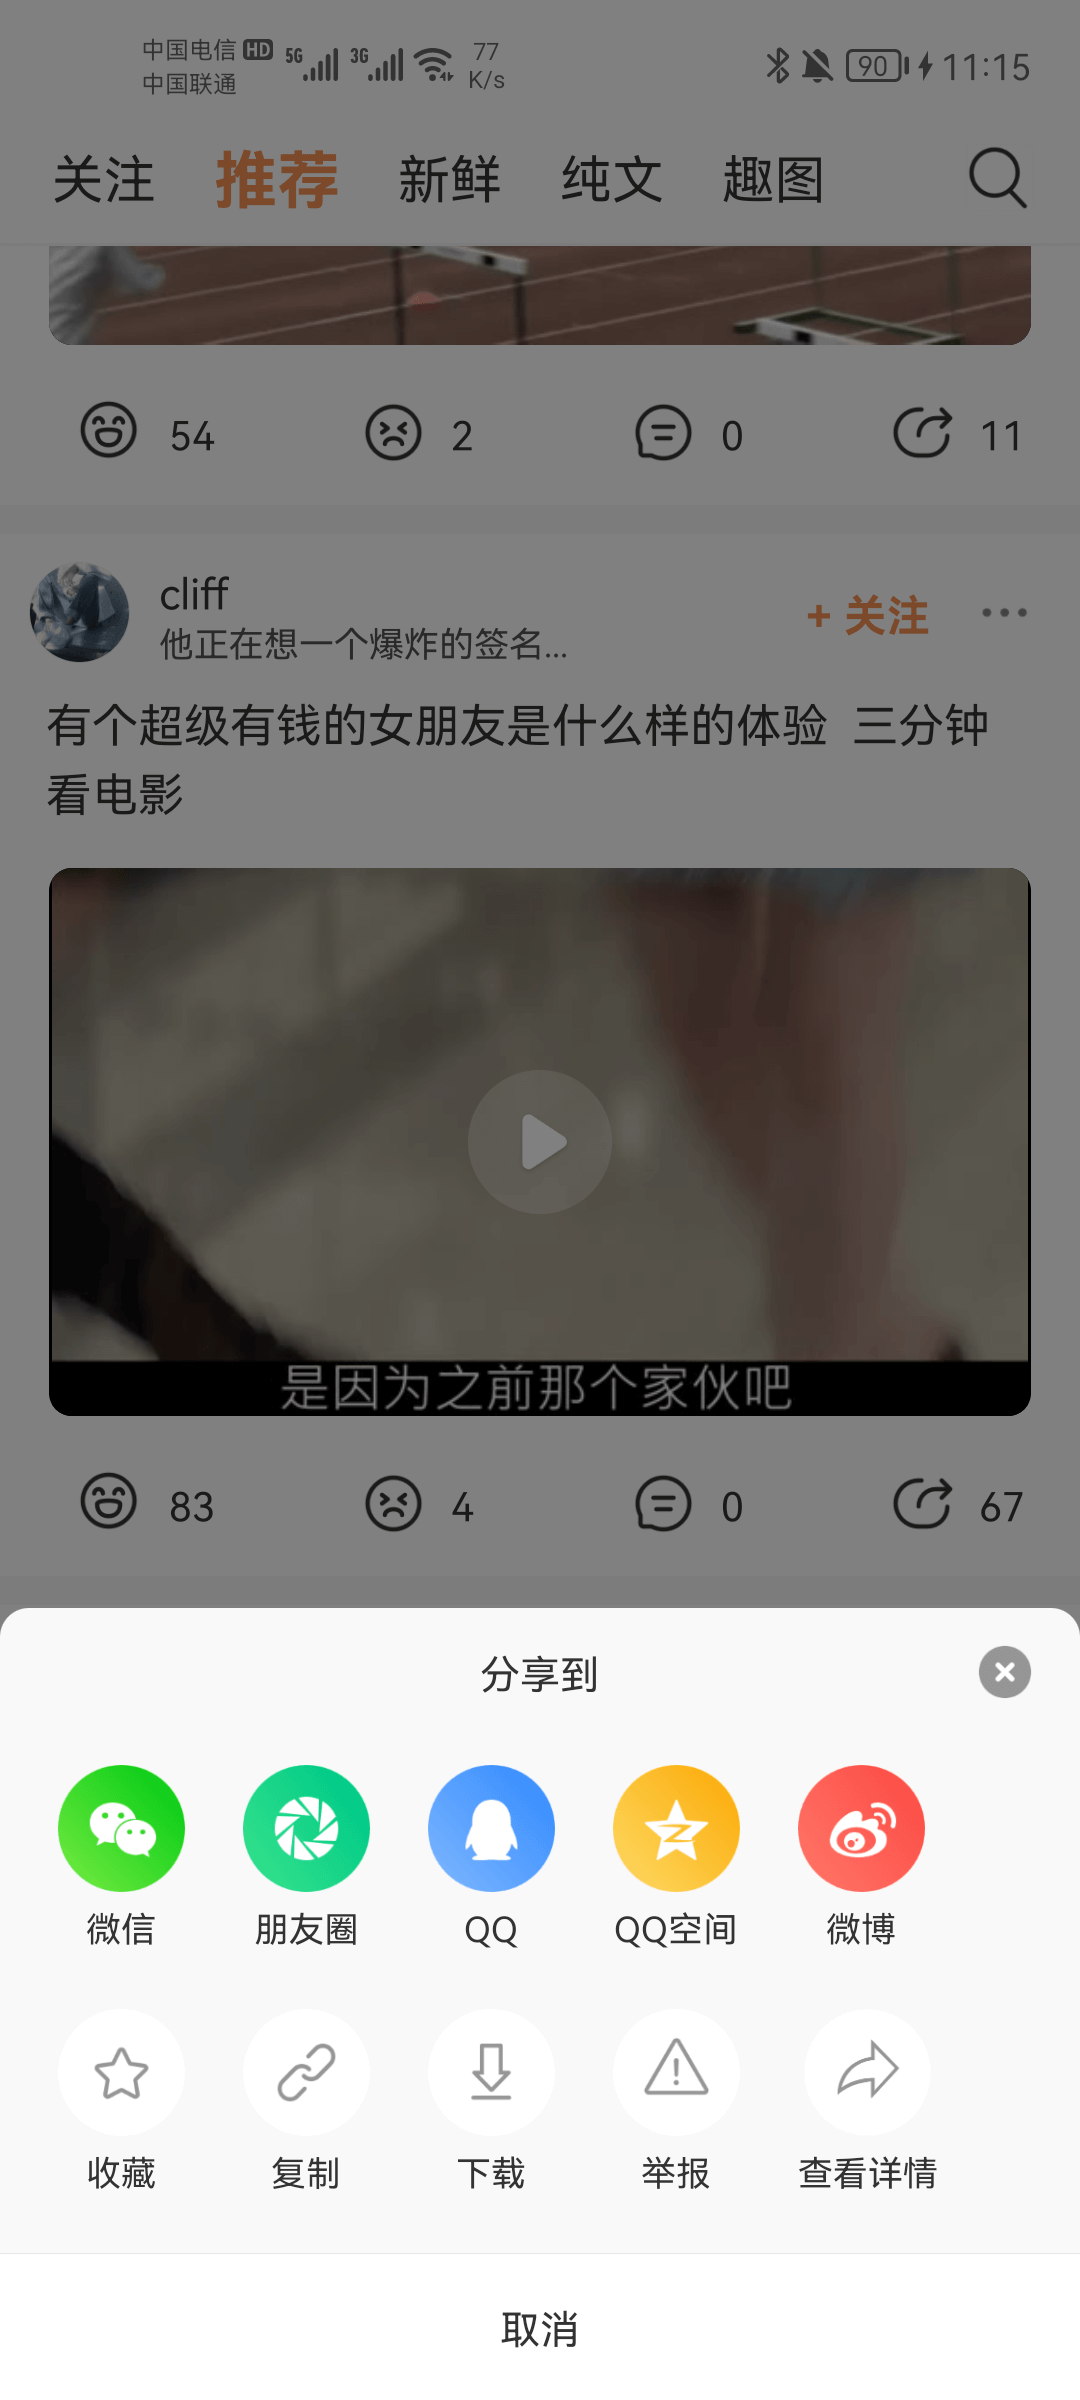 中国电信 HD 5G 3G 77 K/s 90 11:15
中国联通
关注 推荐 新鲜 纯文 趣图
54 2 0 11
cliff
他正在想一个爆炸的签名...
+ 关注
有个超级有钱的女朋友是什么样的体验 三分钟
看电影
是因为之前那个家伙吧
83 4 0 67
分享到
微信 朋友圈 QQ QQ空间 微博
收藏 复制 下载 举报 查看详情
取消